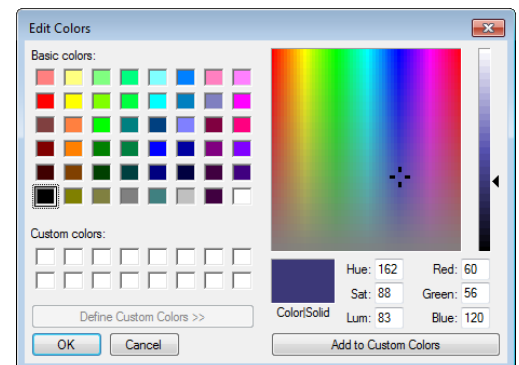 Edit Colors
Basic colors:
Custom colors:
Define Custom Colors >>
OK Cancel
Color|Solid
Hue: 162 Red: 60
Sat: 88 Green: 56
Lum: 83 Blue: 120
Add to Custom Colors